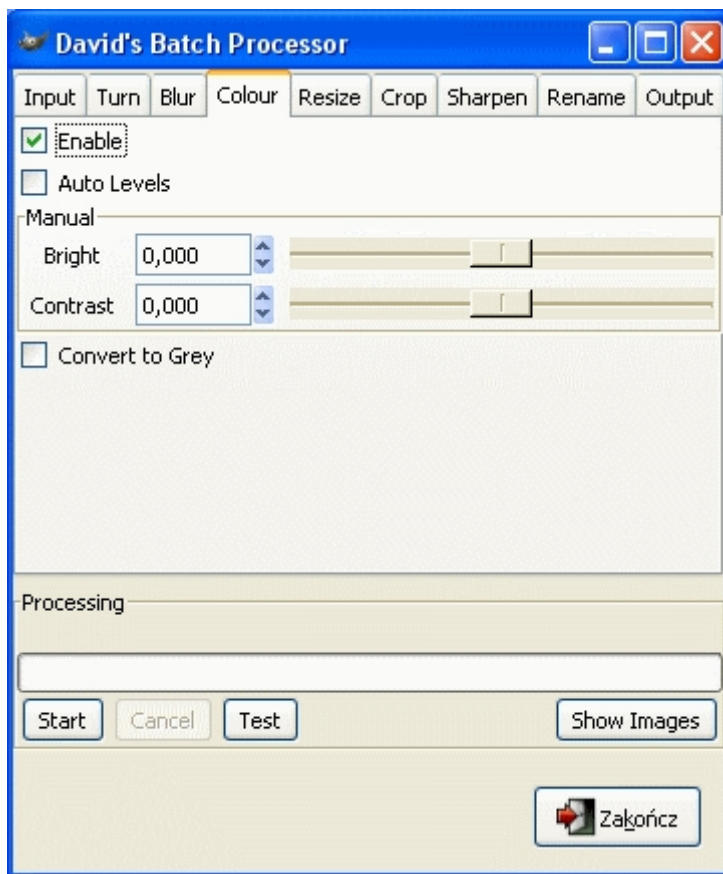 David's Batch Processor
Input Turn Blur Colour Resize Crop Sharpen Rename Output
Enable
Auto Levels
Manual
Bright 0,000
Contrast 0,000
Convert to Grey
Processing
Start Cancel Test Show Images
Zakończ